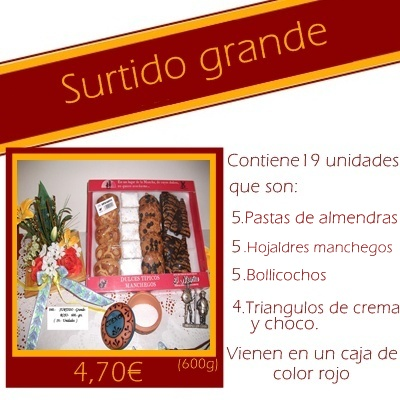 Surtido grande
Contiene19 unidades
que son:
5.Pastas de almendras
5.Hojaldres manchegos
5.Bollicochos
4.Triangulos de crema
y choco.
Vienen en un caja de
color rojo
DULCES TIPICOS
MANCHEGOS
4,70€
(600g)